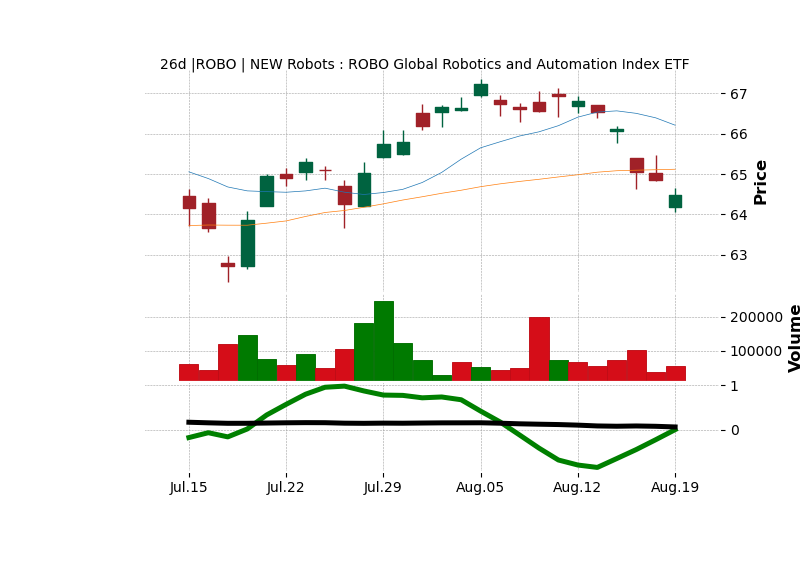 26d |ROBO | NEW Robots : ROBO Global Robotics and Automation Index ETF
67
66
65
64
63
Price
200000
100000
Volume
1
0
Jul.15 Jul.22 Jul.29 Aug.05 Aug.12 Aug.19